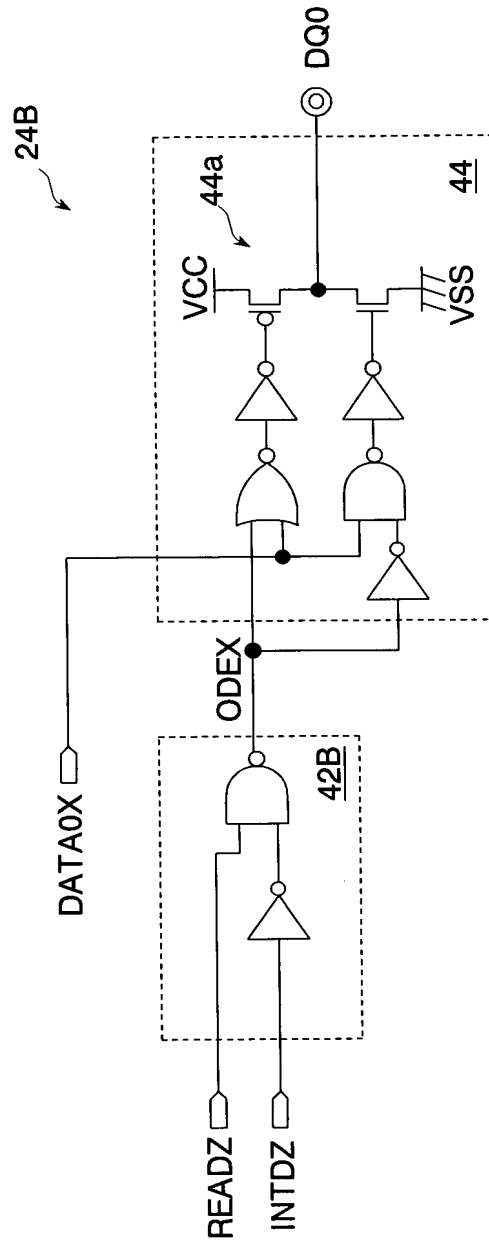 24B
DATA0X
READZ
INTDZ
42B
ODEX
VCC
44a
VSS
44
DQ0